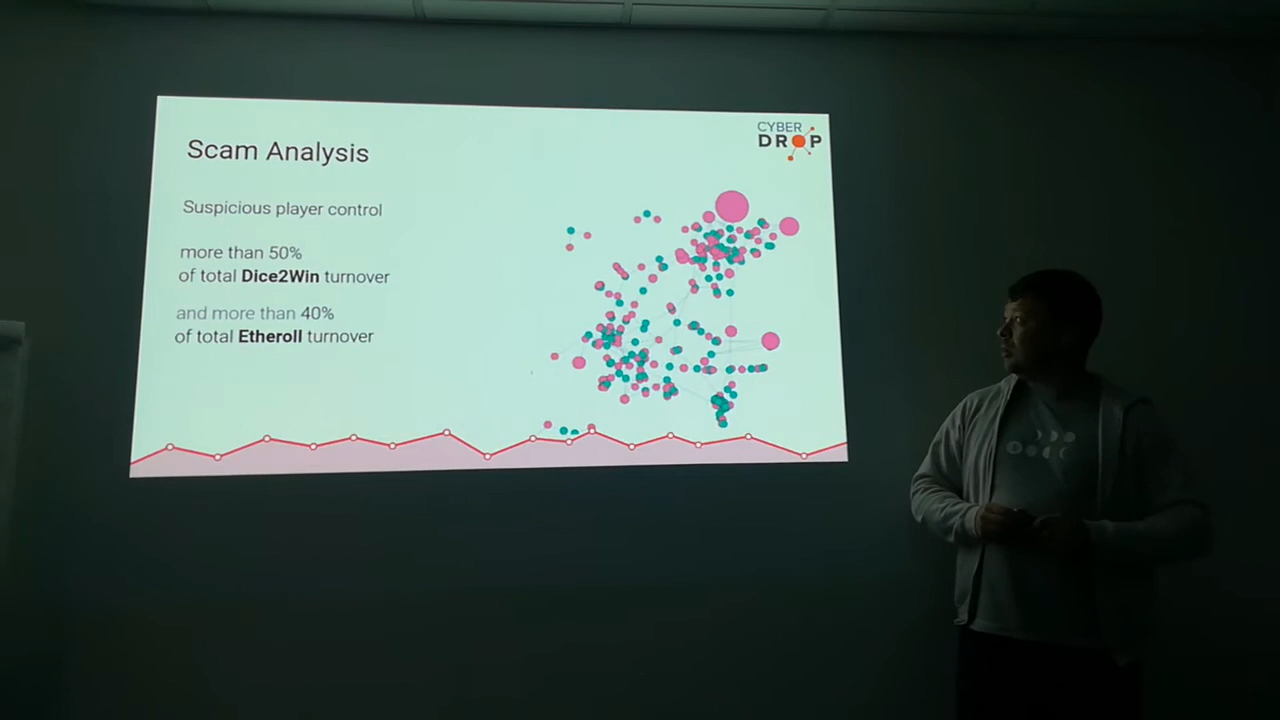 CYBER
DROP
Scam Analysis
Suspicious player control
more than 50%
of total Dice2Win turnover
and more than 40%
of total Etheroll turnover